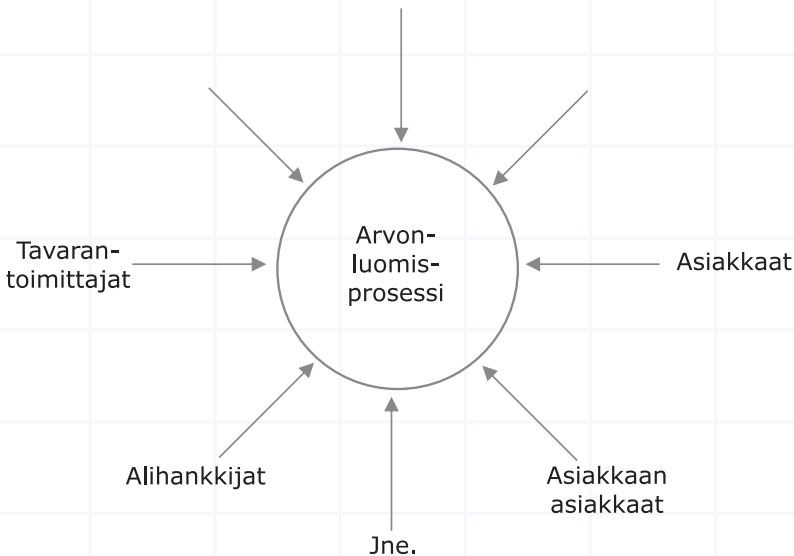 Tavaran-
toimittajat
Arvon-
luomis-
prosessi
Asiakkaat
Alihankkijat
Asiakkaan
asiakkaat
Jne.